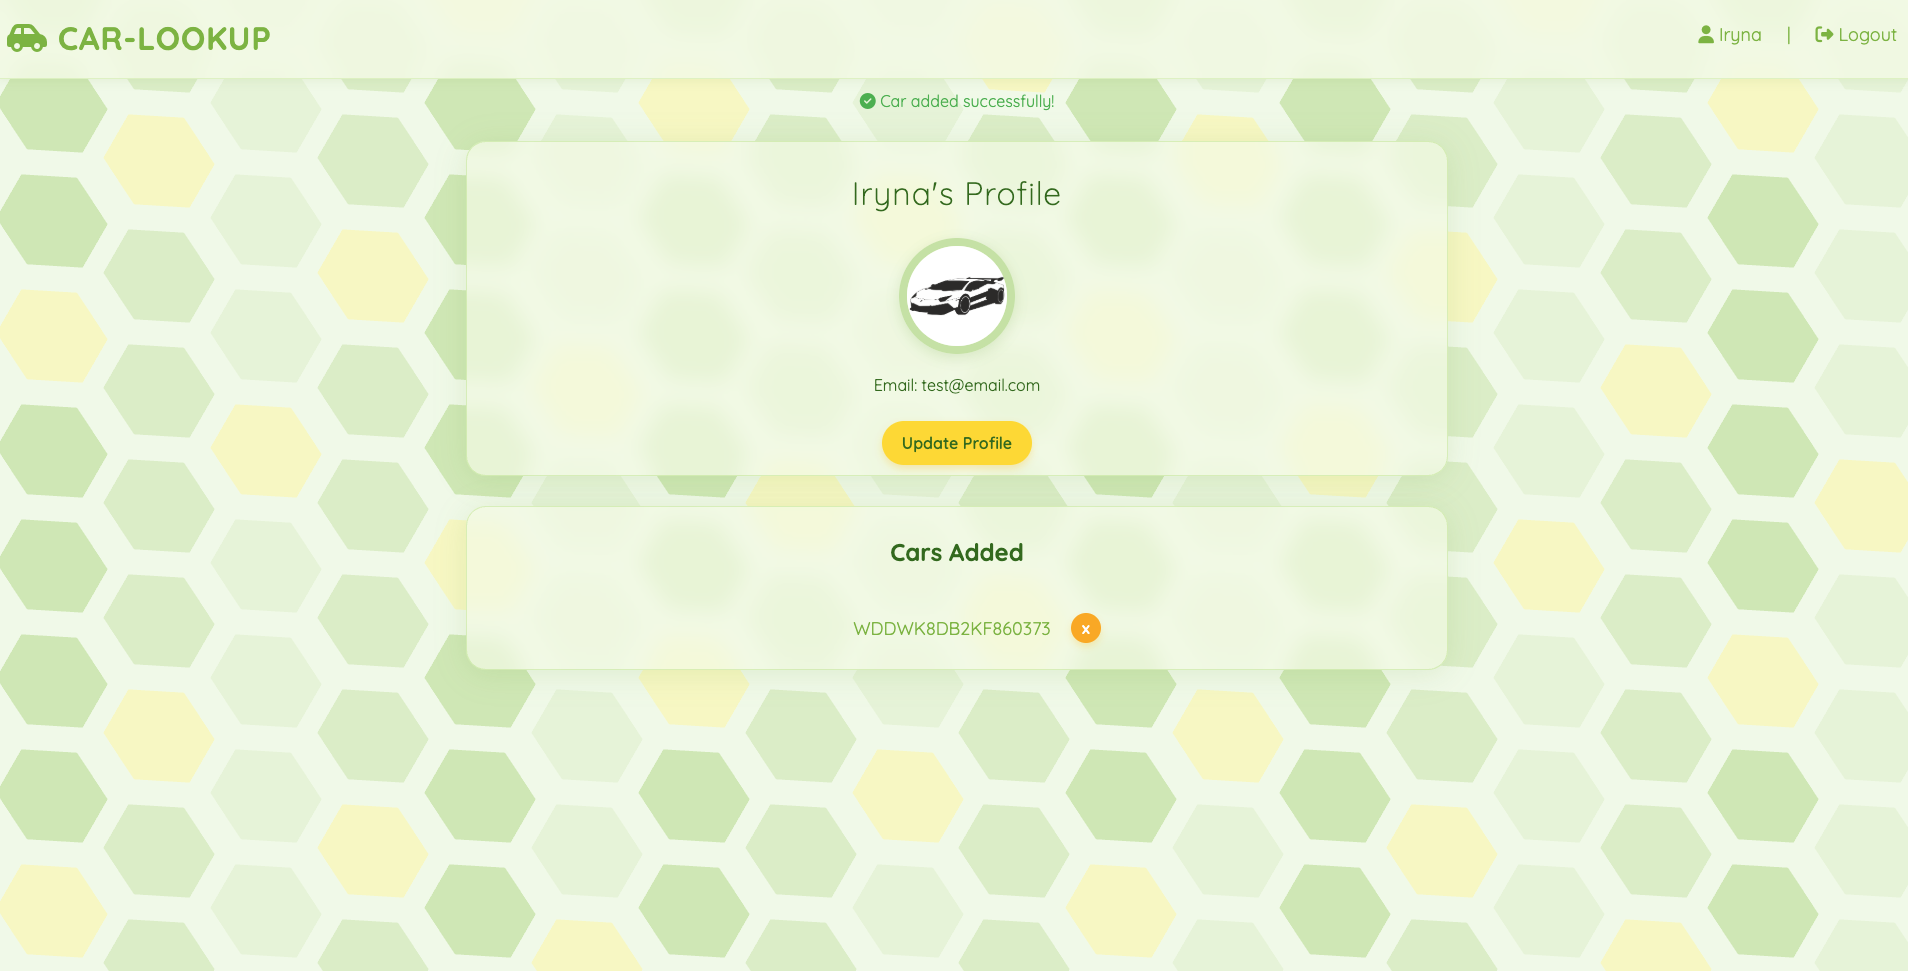 CAR-LOOKUP
Iryna | Logout
Car added successfully!
Iryna's Profile
Email: test@email.com
Update Profile
Cars Added
WDDWK8DB2KF860373 x